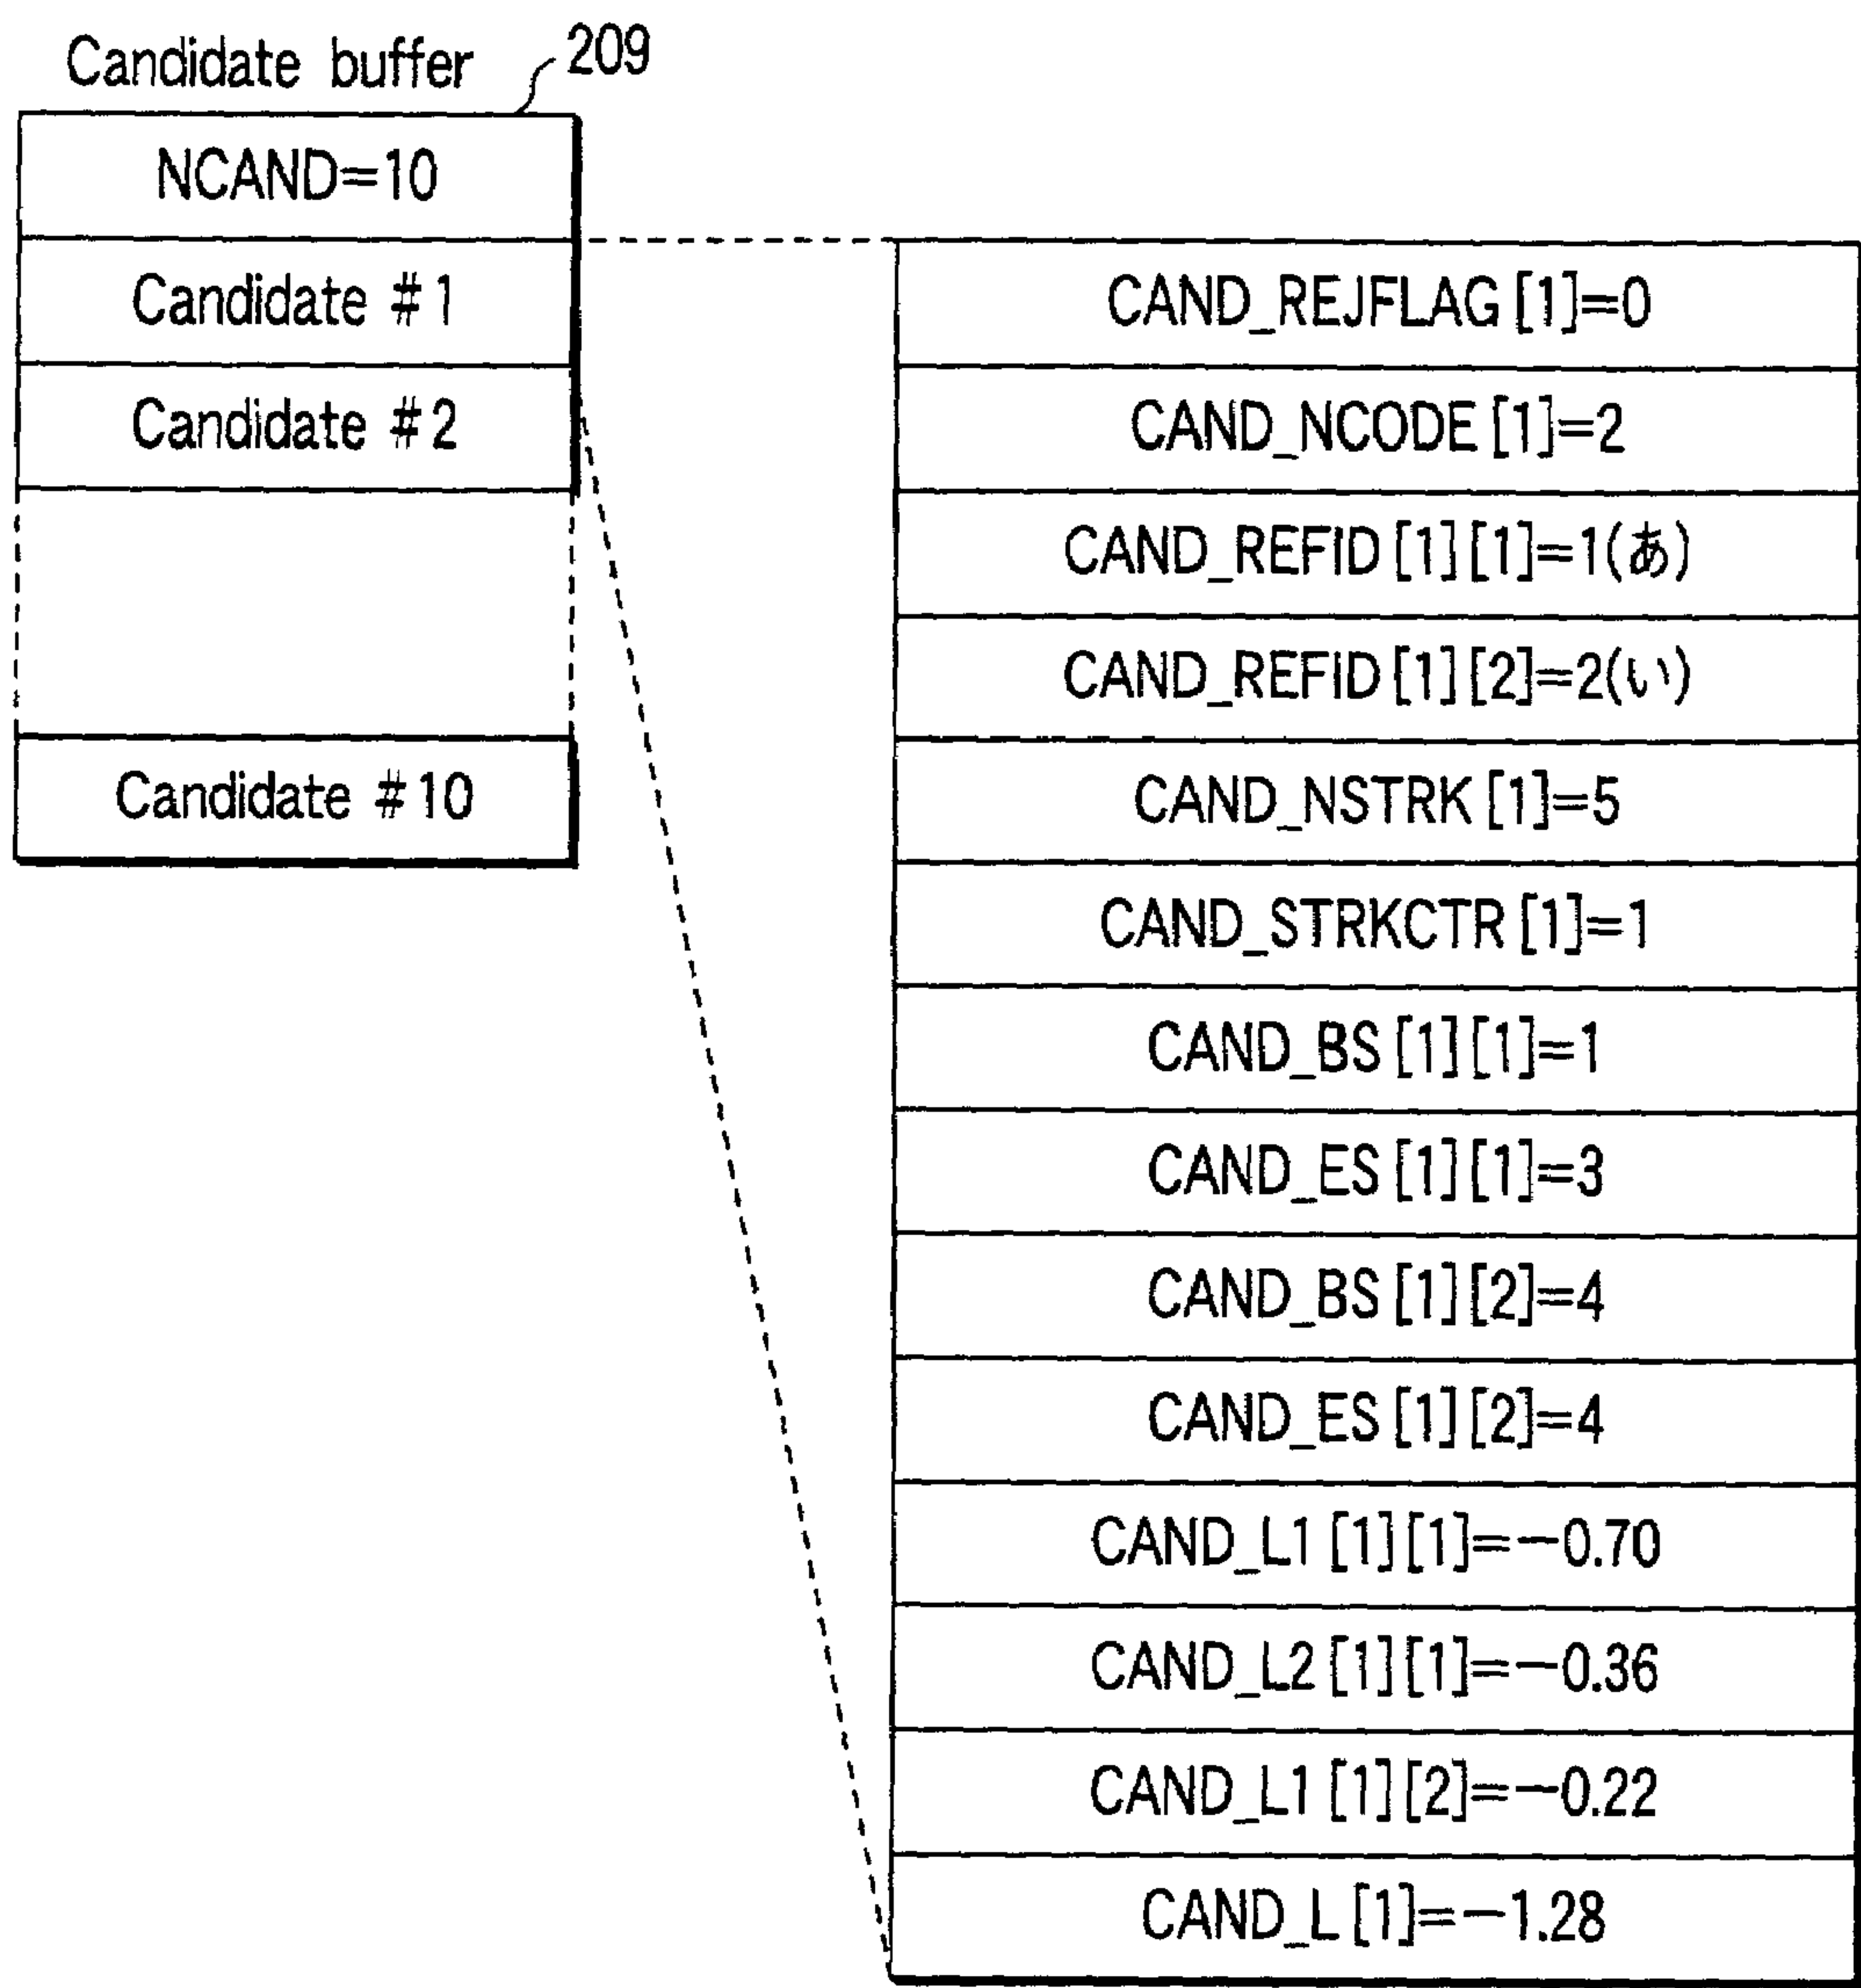 Candidate buffer 209
NCAND=10
Candidate #1
Candidate #2
Candidate #10
CAND_REJFLAG[1]=0
CAND_NCODE[1]=2
CAND_REFID[1][1]=1(あ)
CAND_REFID[1][2]=2(い)
CAND_NSTRK[1]=5
CAND_STRKCTR[1]=1
CAND_BS[1][1]=1
CAND_ES[1][1]=3
CAND_BS[1][2]=4
CAND_ES[1][2]=4
CAND_L1[1][1]=-0.70
CAND_L2[1][1]=-0.36
CAND_L1[1][2]=-0.22
CAND_L[1]=-1.28